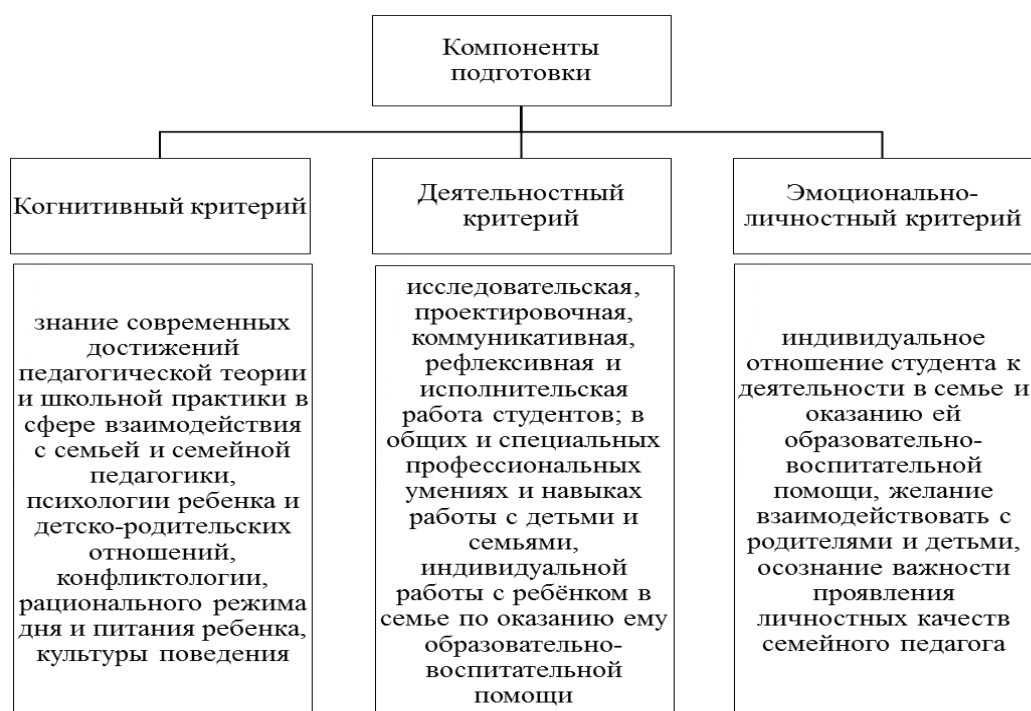 Компоненты
подготовки
Когнитивный критерий
Деятельностный
критерий
Эмоционально-
личностный критерий
знание современных
достижений
педагогической теории
и школьной практики в
сфере взаимодействия
с семьей и семейной
педагогики,
психологии ребенка и
детско-родительских
отношений,
конфликтологии,
рационального режима
дня и питания ребенка,
культуры поведения
исследовательская,
проектировочная,
коммуникативная,
рефлексивная и
исполнительская
работа студентов; в
общих и специальных
профессиональных
умениях и навыках
работы с детьми и
семьями,
индивидуальной
работы с ребёнком в
семье по оказанию ему
образовательно-
воспитательной
помощи
индивидуальное
отношение студента к
деятельности в семье и
оказанию ей
образовательно-
воспитательной
помощи, желание
взаимодействовать с
родителями и детьми,
осознание важности
проявления
личностных качеств
семейного педагога